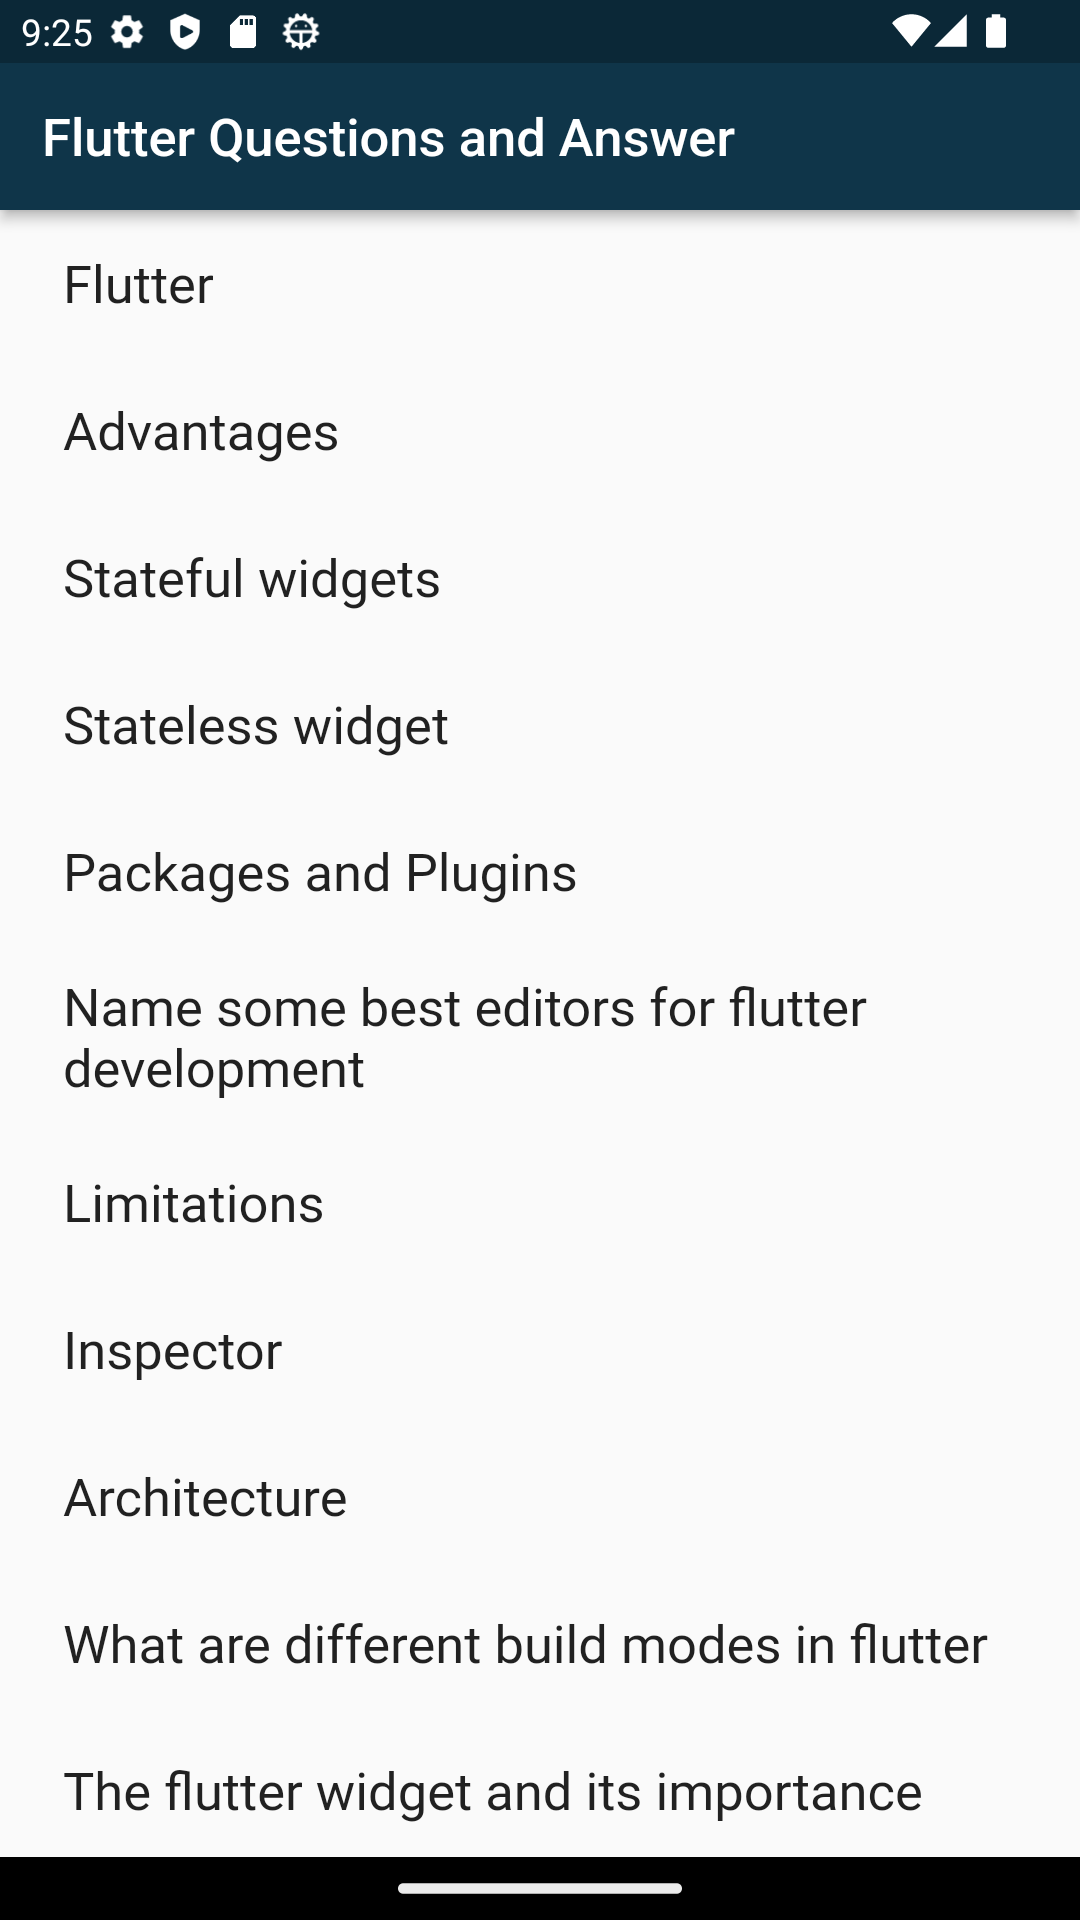 9:25
Flutter Questions and Answer
Flutter
Advantages
Stateful widgets
Stateless widget
Packages and Plugins
Name some best editors for flutter
development
Limitations
Inspector
Architecture
What are different build modes in flutter
The flutter widget and its importance